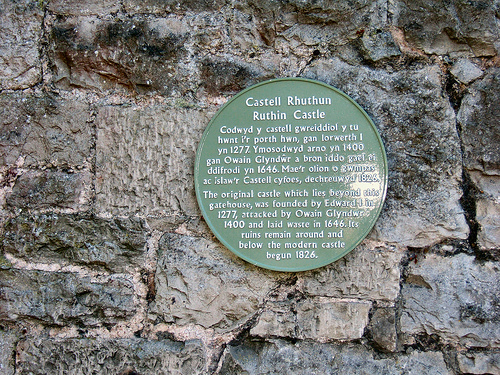 Castell Rhuthun
Ruthin Castle
Codwyd y castell gwreiddiol y tu
hwnt i'r porth hwn, gan Iorwerth I
yn 1277. Ymosodwyd arno yn 1400
gan Owain Glyndŵr a bron iddo gael ei
ddifrodi yn 1646. Mae'r olion o gwmpas
ac islaw'r Castell cyfoes, dechreuwyd 1826.
The original castle which lies beyond this
gatehouse, was founded by Edward I in
1277, attacked by Owain Glyndŵr
1400 and laid waste in 1646. Its
ruins remain around and
below the modern castle
begun 1826.